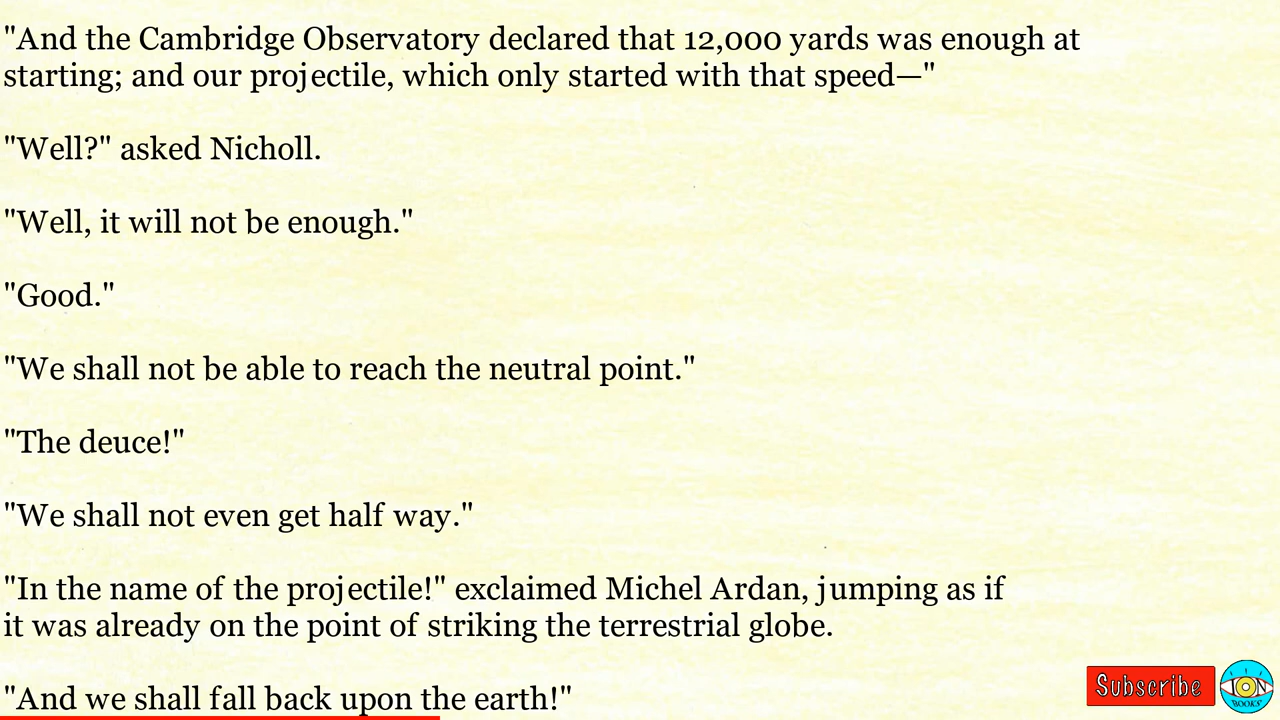 "And the Cambridge Observatory declared that 12,000 yards was enough at
starting; and our projectile, which only started with that speed—"
"Well?" asked Nicholl.
"Well, it will not be enough."
"Good."
"We shall not be able to reach the neutral point."
"The deuce!"
"We shall not even get half way."
"In the name of the projectile!" exclaimed Michel Ardan, jumping as if
it was already on the point of striking the terrestrial globe.
"And we shall fall back upon the earth!"
Subscribe
ION
BOOKS